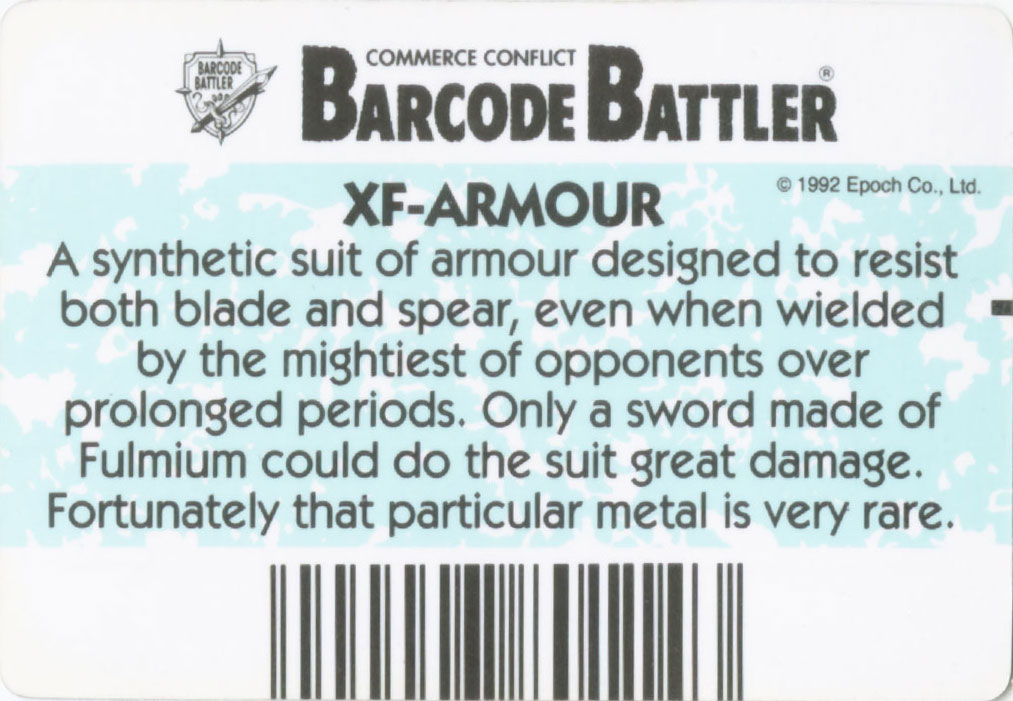 BARCODE
BATTLER
COMMERCE CONFLICT
BARCODE BATTLER®
© 1992 Epoch Co., Ltd.
XF-ARMOUR
A synthetic suit of armour designed to resist
both blade and spear, even when wielded
by the mightiest of opponents over
prolonged periods. Only a sword made of
Fulmium could do the suit great damage.
Fortunately that particular metal is very rare.